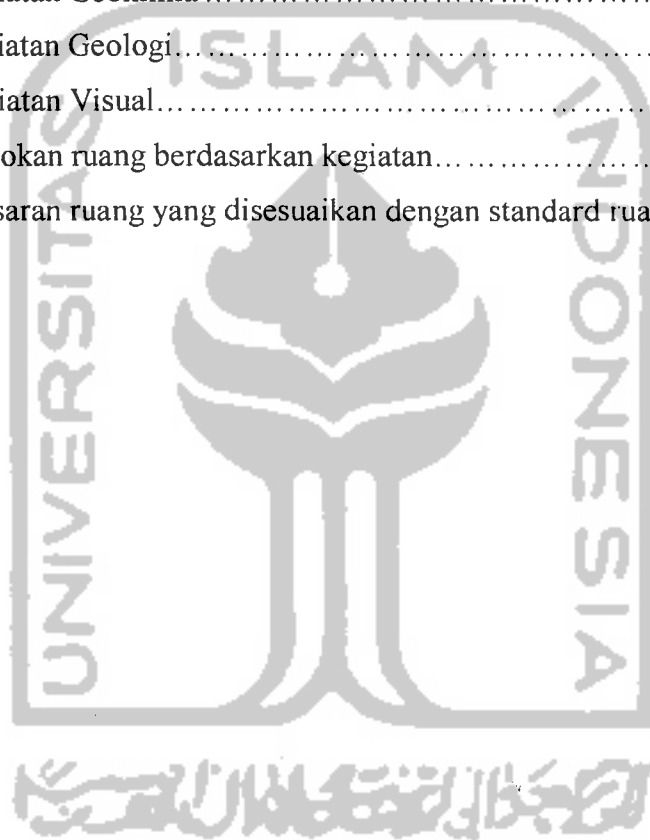 iatan Geologi……………………………………
iatan Visual………………………………………
okan ruang berdasarkan kegiatan…………………
saran ruang yang disesuaikan dengan standard rua
ISLAM
UNIVERSITAS
INDONESIA